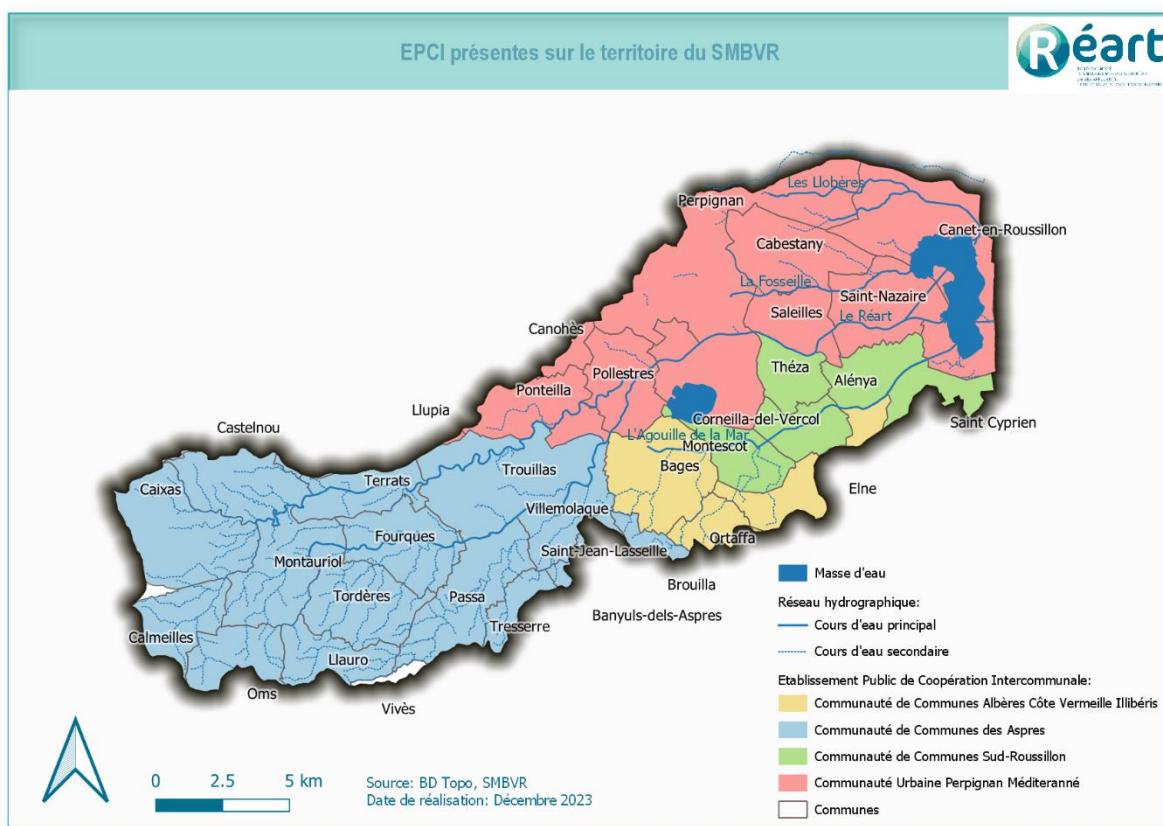 EPCI présentes sur le territoire du SMBVR
Réart
Les Llobères
Perpignan
Canet-en-Roussillon
Cabestany
La Fosseille
Saint-Nazaire
Saleilles
Le Réart
Canohès
Théza
Pollestres
Alénya
Ponteilla
Llupia
Corneilla-del-Vercol
Saint Cyprien
Castelnou
L'Agouille de la Mar
Montescot
Trouillas
Bages
Terrats
Caixas
Elne
Villemolaque
Fourques
Ortaffa
Saint-Jean-Lasseille
Montauriol
Brouilla
Tordères
Passa
Banyuls-dels-Aspres
Tresserre
Calmeilles
Llauro
Oms
Vivès
Masse d'eau
Réseau hydrographique:
Cours d'eau principal
Cours d'eau secondaire
Etablissement Public de Coopération Intercommunale:
Communauté de Communes Albères Côte Vermeille Illibéris
Communauté de Communes des Aspres
Communauté de Communes Sud-Roussillon
Communauté Urbaine Perpignan Méditeranné
Communes
0 2.5 5 km
Source: BD Topo, SMBVR
Date de réalisation: Décembre 2023